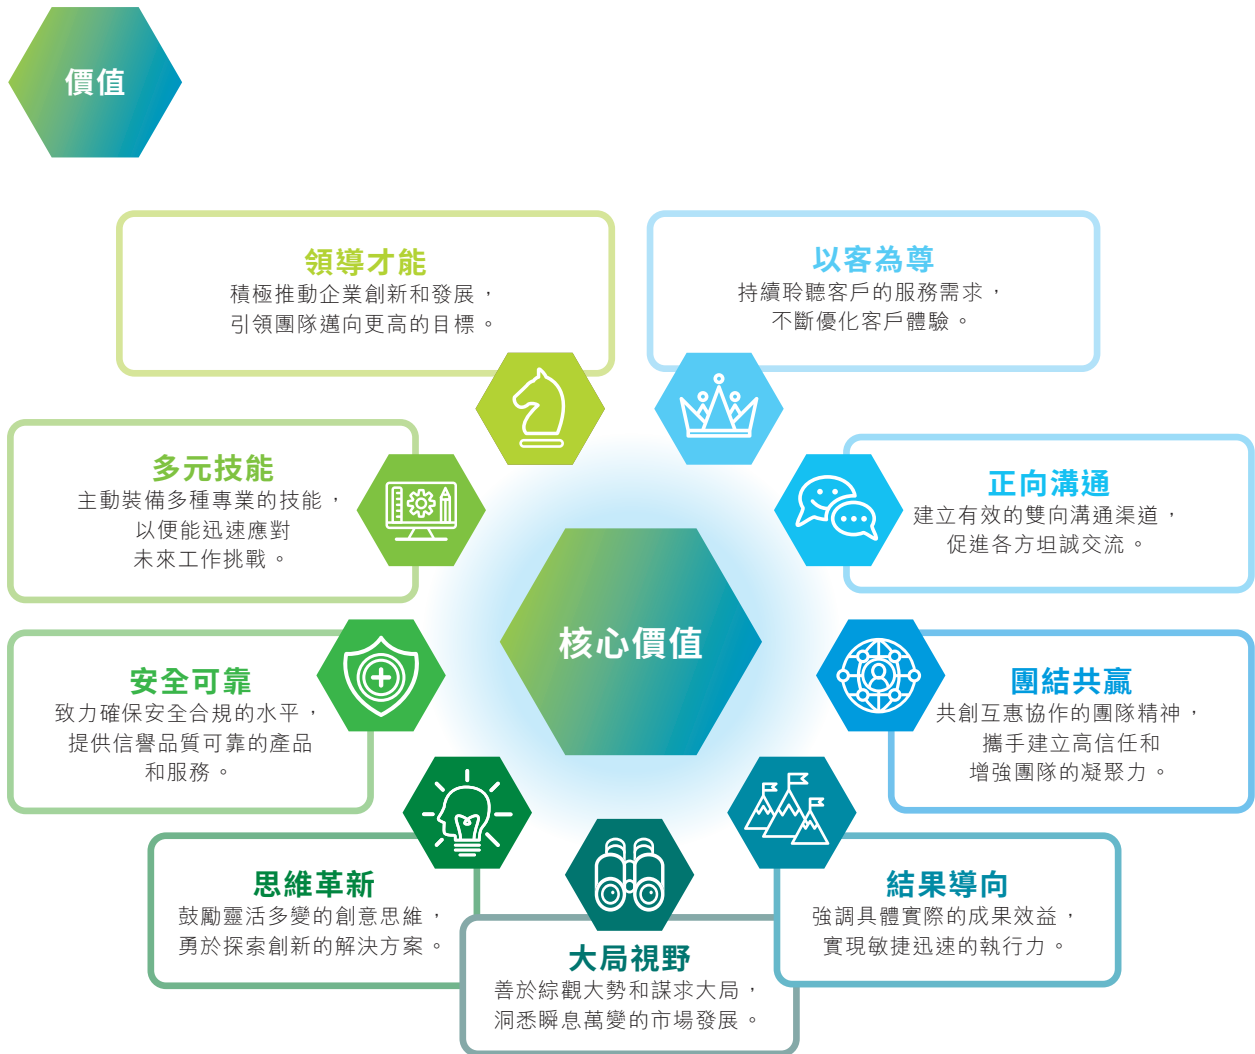 價值
領導才能
積極推動企業創新和發展，
引領團隊邁向更高的目標。
以客為尊
持續聆聽客戶的服務需求，
不斷優化客戶體驗。
多元技能
主動裝備多種專業的技能，
以便能迅速應對
未來工作挑戰。
正向溝通
建立有效的雙向溝通渠道，
促進各方坦誠交流。
核心價值
安全可靠
致力確保安全合規的水平，
提供信譽品質可靠的產品
和服務。
團結共贏
共創互惠協作的團隊精神，
攜手建立高信任和
增強團隊的凝聚力。
思維革新
鼓勵靈活多變的創意思維，
勇於探索創新的解決方案。
結果導向
強調具體實際的成果效益，
實現敏捷迅速的執行力。
大局視野
善於綜觀大勢和謀求大局，
洞悉瞬息萬變的市場發展。